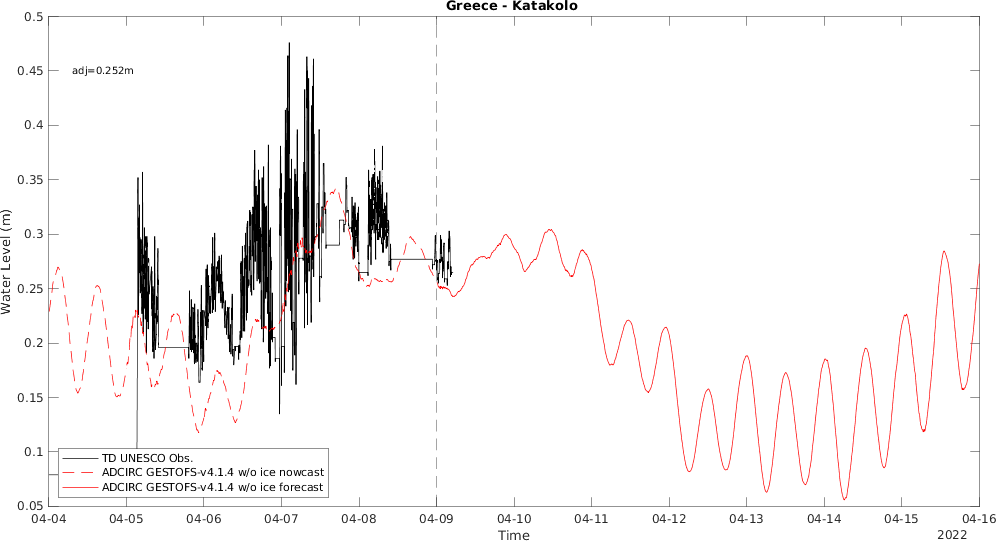 Greece - Katakolo
0.5
0.45
0.4
0.35
0.3
0.25
0.2
0.15
0.1
0.05
Water Level (m)
adj=0.252m
TD UNESCO Obs.
ADCIRC GESTOFS-v4.1.4 w/o ice nowcast
ADCIRC GESTOFS-v4.1.4 w/o ice forecast
04-04 04-05 04-06 04-07 04-08 04-09 04-10 04-11 04-12 04-13 04-14 04-15 04-16
Time
2022